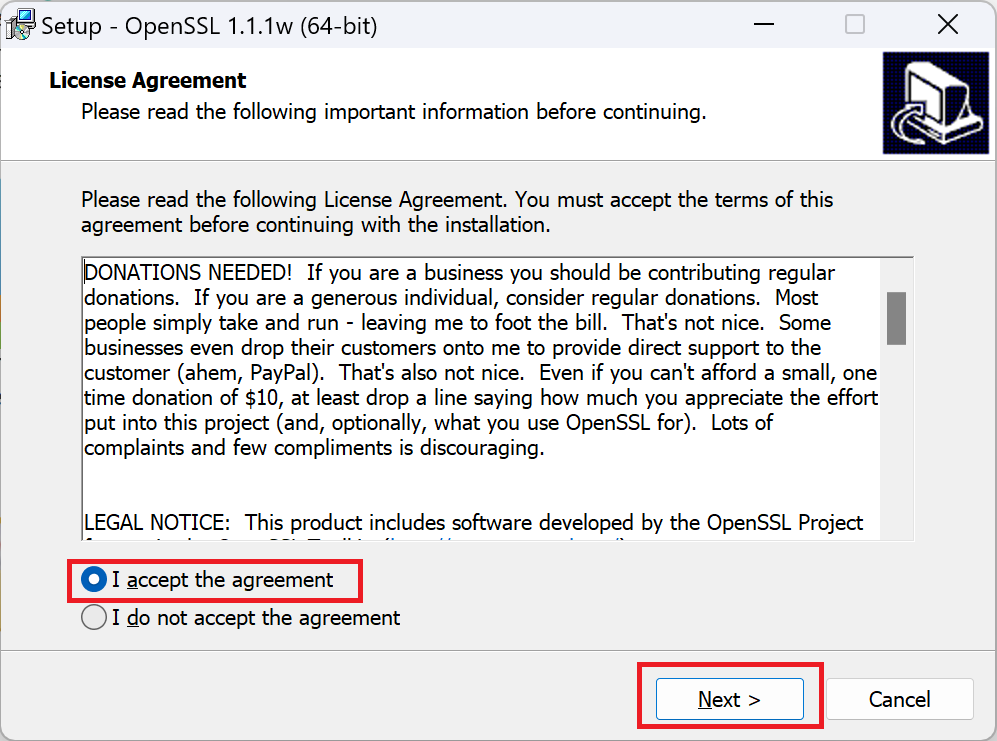 Setup - OpenSSL 1.1.1w (64-bit)
License Agreement
Please read the following important information before continuing.
Please read the following License Agreement. You must accept the terms of this
agreement before continuing with the installation.
DONATIONS NEEDED!  If you are a business you should be contributing regular
donations.  If you are a generous individual, consider regular donations.  Most
people simply take and run - leaving me to foot the bill.  That's not nice.  Some
businesses even drop their customers onto me to provide direct support to the
customer (ahem, PayPal).  That's also not nice.  Even if you can't afford a small, one
time donation of $10, at least drop a line saying how much you appreciate the effort
put into this project (and, optionally, what you use OpenSSL for).  Lots of
complaints and few compliments is discouraging.
LEGAL NOTICE:  This product includes software developed by the OpenSSL Project
I accept the agreement
I do not accept the agreement
Next >
Cancel